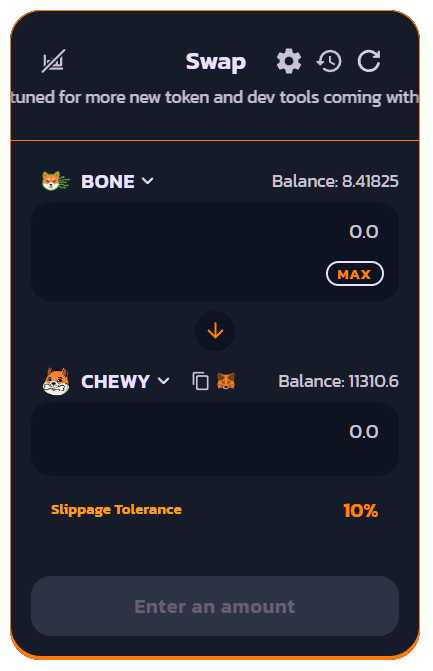 Swap
tuned for more new token and dev tools coming with
BONE Balance: 8.41825
0.0
MAX
CHEWY Balance: 11310.6
0.0
Slippage Tolerance 10%
Enter an amount